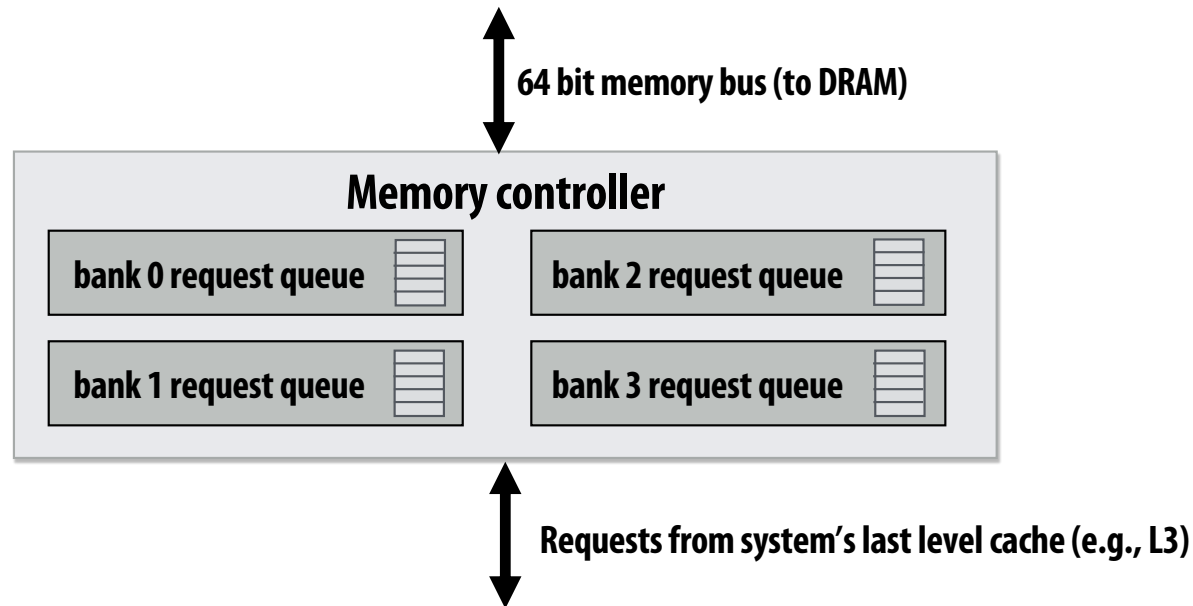 64 bit memory bus (to DRAM)
Memory controller
bank 0 request queue
bank 2 request queue
bank 1 request queue
bank 3 request queue
Requests from system’s last level cache (e.g., L3)